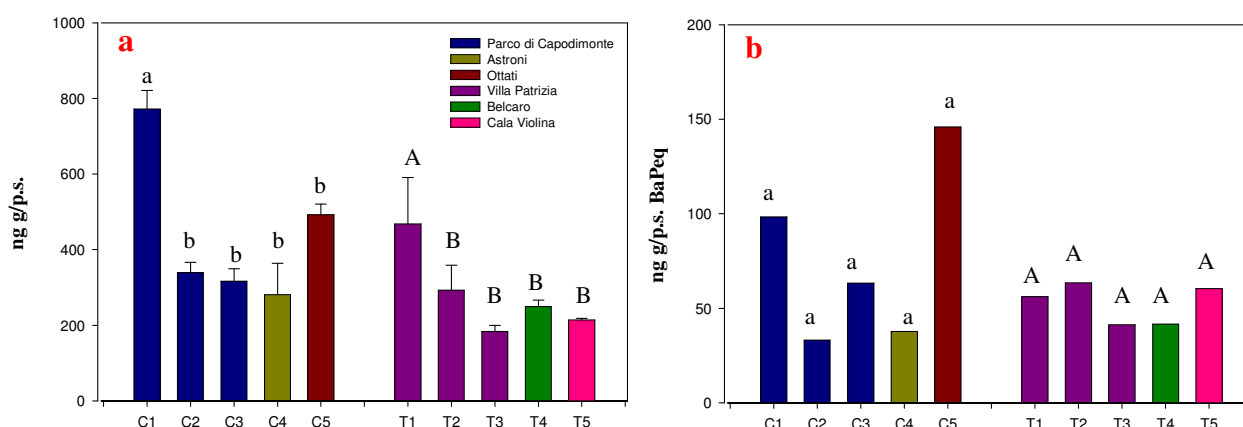 a
1000
800
600
400
200
0
ng g/p.s.
Parco di Capodimonte
Astroni
Ottati
Villa Patrizia
Belcaro
Cala Violina
a
b
b
b
b
A
B
B
B
B
C1 C2 C3 C4 C5 T1 T2 T3 T4 T5
b
200
150
100
50
0
ng g/p.s. BaPeq
a
a
a
a
a
A
A
A
A
A
C1 C2 C3 C4 C5 T1 T2 T3 T4 T5